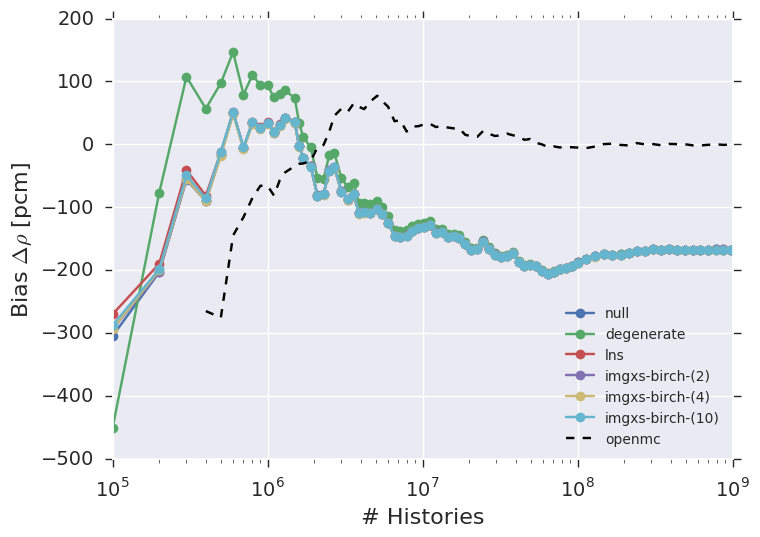 200
100
0
−100
−200
−300
−400
−500
Bias Δρ [pcm]
10^5
10^6
10^7
10^8
10^9
# Histories
null
degenerate
lns
imgxs-birch-(2)
imgxs-birch-(4)
imgxs-birch-(10)
openmc